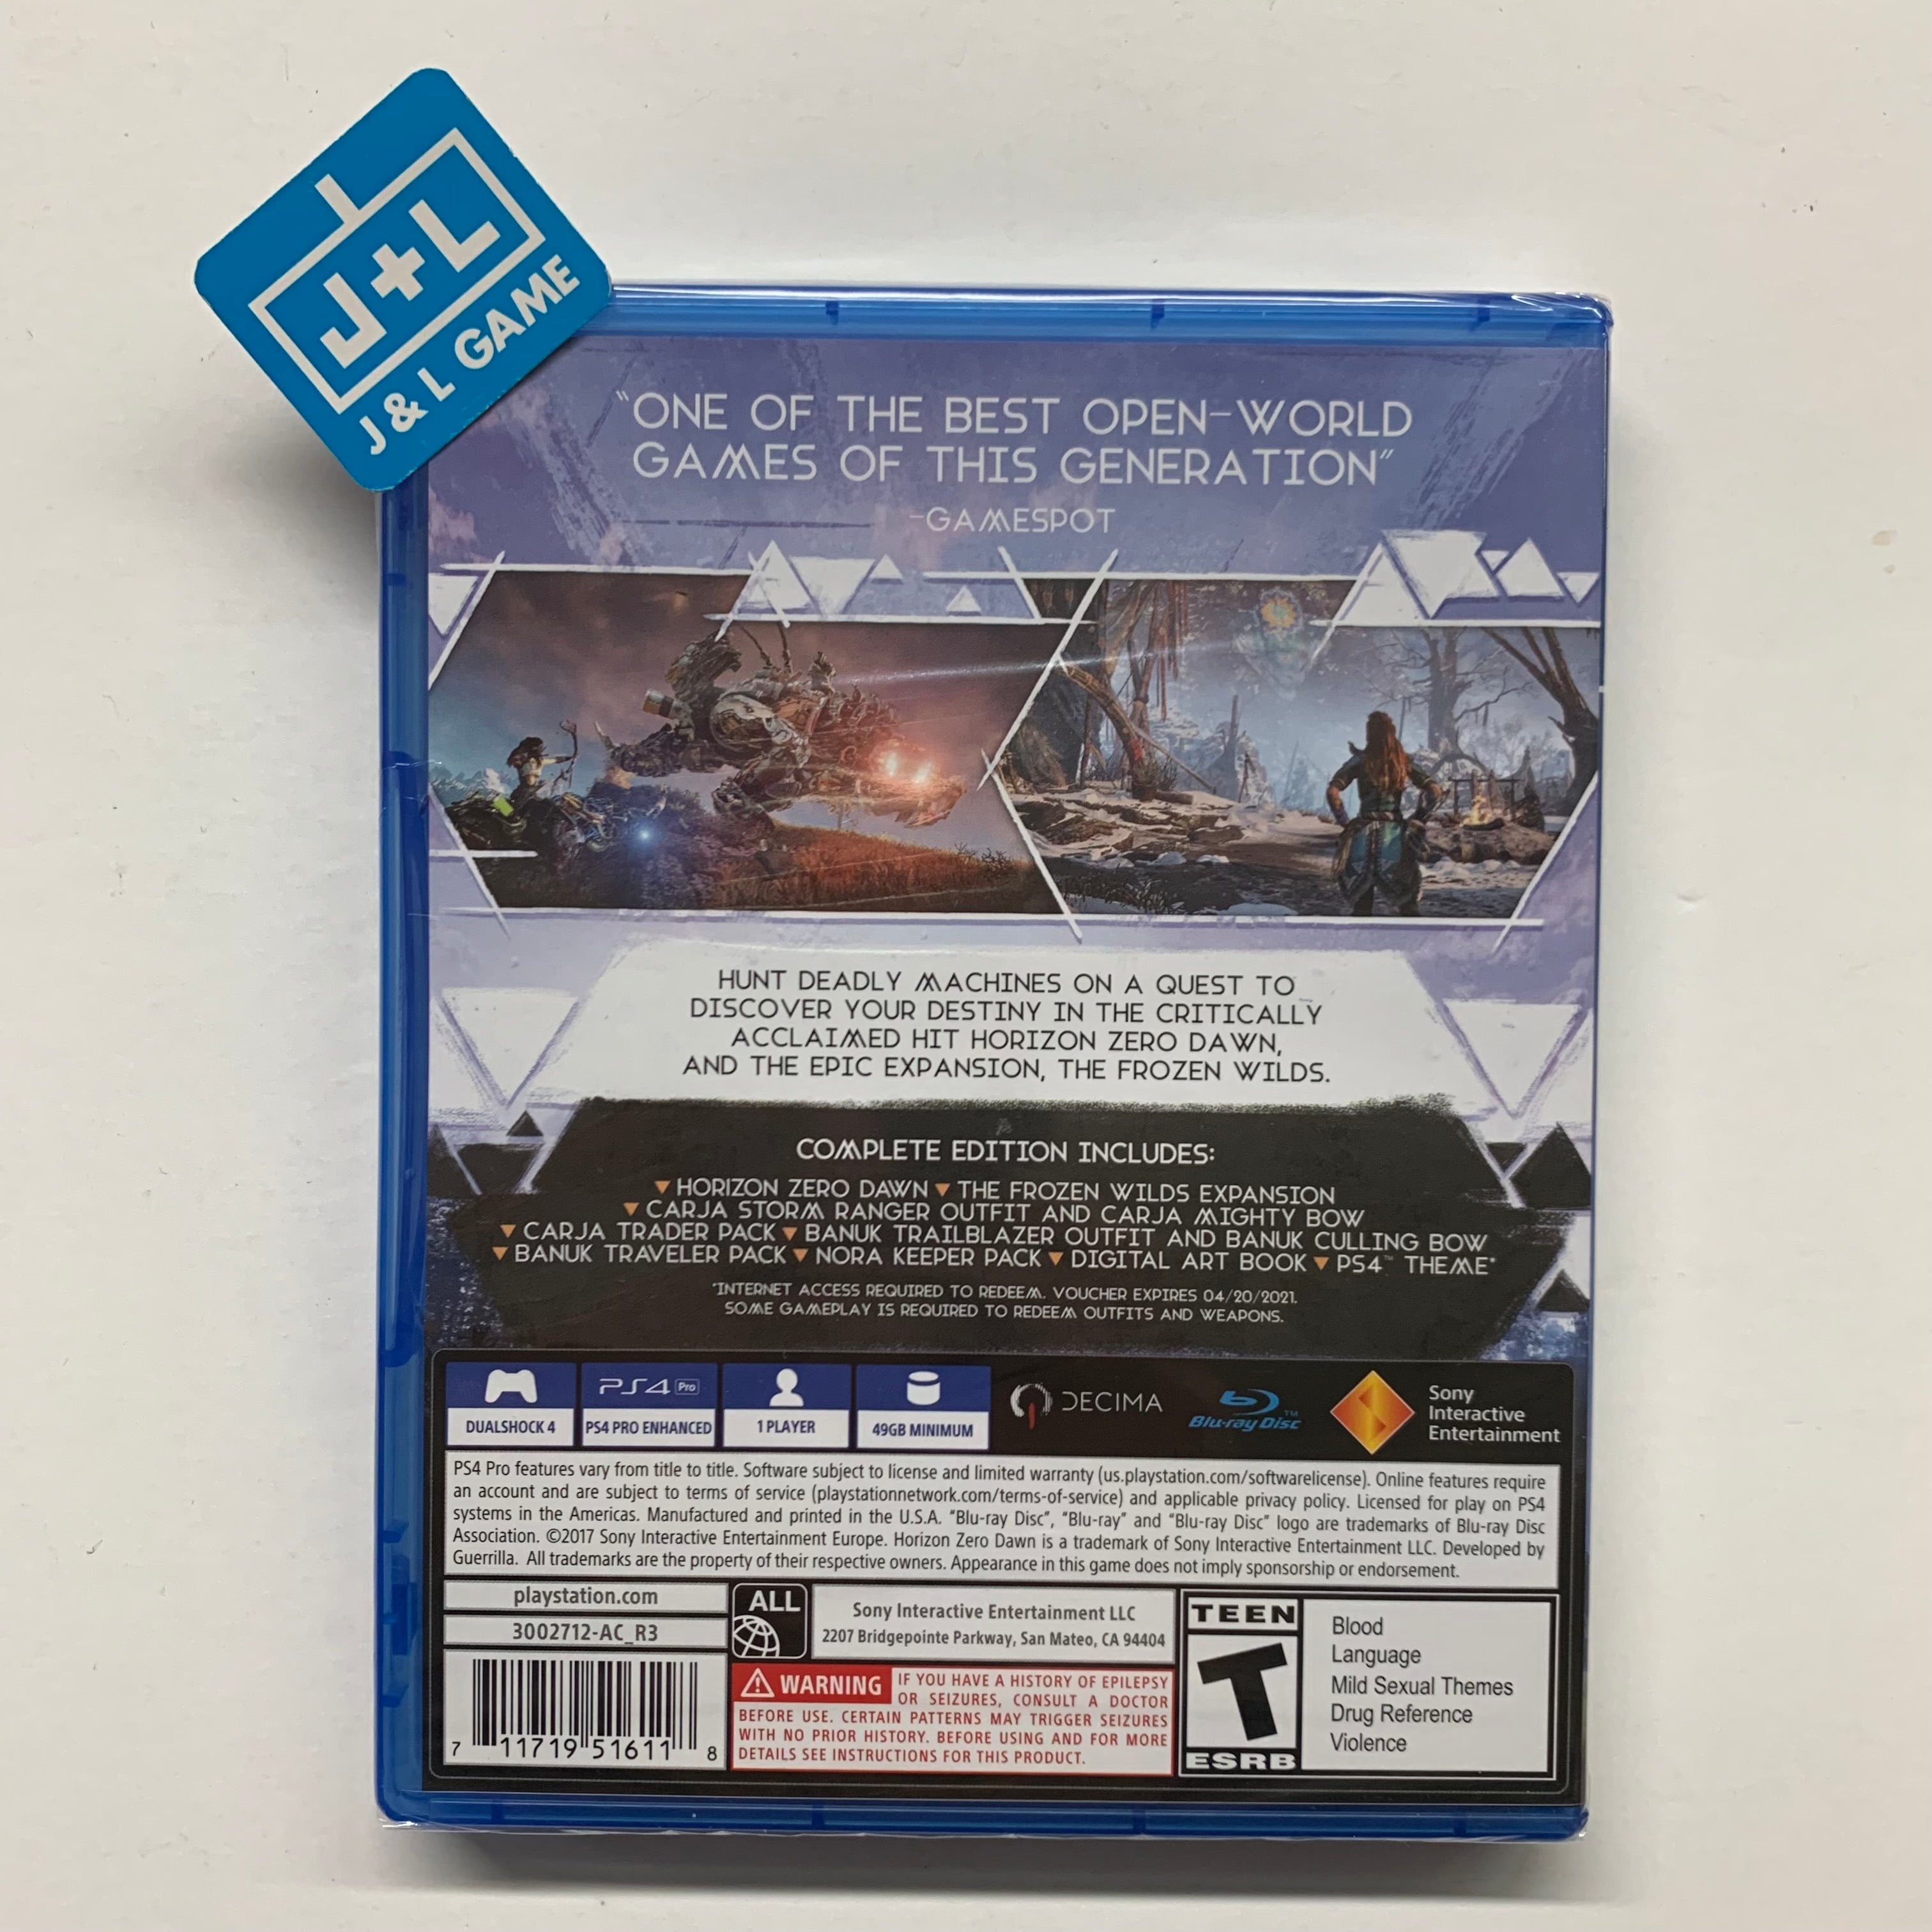 J+L
J & L GAME
"ONE OF THE BEST OPEN-WORLD
GAMES OF THIS GENERATION"
-GAMESPOT
HUNT DEADLY MACHINES ON A QUEST TO
DISCOVER YOUR DESTINY IN THE CRITICALLY
ACCLAIMED HIT HORIZON ZERO DAWN,
AND THE EPIC EXPANSION, THE FROZEN WILDS.
COMPLETE EDITION INCLUDES:
▼ HORIZON ZERO DAWN ▼ THE FROZEN WILDS EXPANSION
▼ CARJA STORM RANGER OUTFIT AND CARJA MIGHTY BOW
▼ CARJA TRADER PACK ▼ BANUK TRAILBLAZER OUTFIT AND BANUK CULLING BOW
▼ BANUK TRAVELER PACK ▼ NORA KEEPER PACK ▼ DIGITAL ART BOOK ▼ PS4™ THEME*
*INTERNET ACCESS REQUIRED TO REDEEM. VOUCHER EXPIRES 04/20/2021.
SOME GAMEPLAY IS REQUIRED TO REDEEM OUTFITS AND WEAPONS.
DUALSHOCK 4
PS4 Pro
PS4 PRO ENHANCED
1 PLAYER
49GB MINIMUM
DECIMA
Blu-ray Disc™
Sony
Interactive
Entertainment
PS4 Pro features vary from title to title. Software subject to license and limited warranty (us.playstation.com/softwarelicense). Online features require
an account and are subject to terms of service (playstationnetwork.com/terms-of-service) and applicable privacy policy. Licensed for play on PS4
systems in the Americas. Manufactured and printed in the U.S.A. "Blu-ray Disc", "Blu-ray" and "Blu-ray Disc" logo are trademarks of Blu-ray Disc
Association. ©2017 Sony Interactive Entertainment Europe. Horizon Zero Dawn is a trademark of Sony Interactive Entertainment LLC. Developed by
Guerrilla. All trademarks are the property of their respective owners. Appearance in this game does not imply sponsorship or endorsement.
playstation.com
3002712-AC_R3
7 11719 51611 8
ALL
Sony Interactive Entertainment LLC
2207 Bridgepointe Parkway, San Mateo, CA 94404
WARNING IF YOU HAVE A HISTORY OF EPILEPSY
OR SEIZURES, CONSULT A DOCTOR
BEFORE USE. CERTAIN PATTERNS MAY TRIGGER SEIZURES
WITH NO PRIOR HISTORY. BEFORE USING AND FOR MORE
DETAILS SEE INSTRUCTIONS FOR THIS PRODUCT.
TEEN
T
ESRB
Blood
Language
Mild Sexual Themes
Drug Reference
Violence